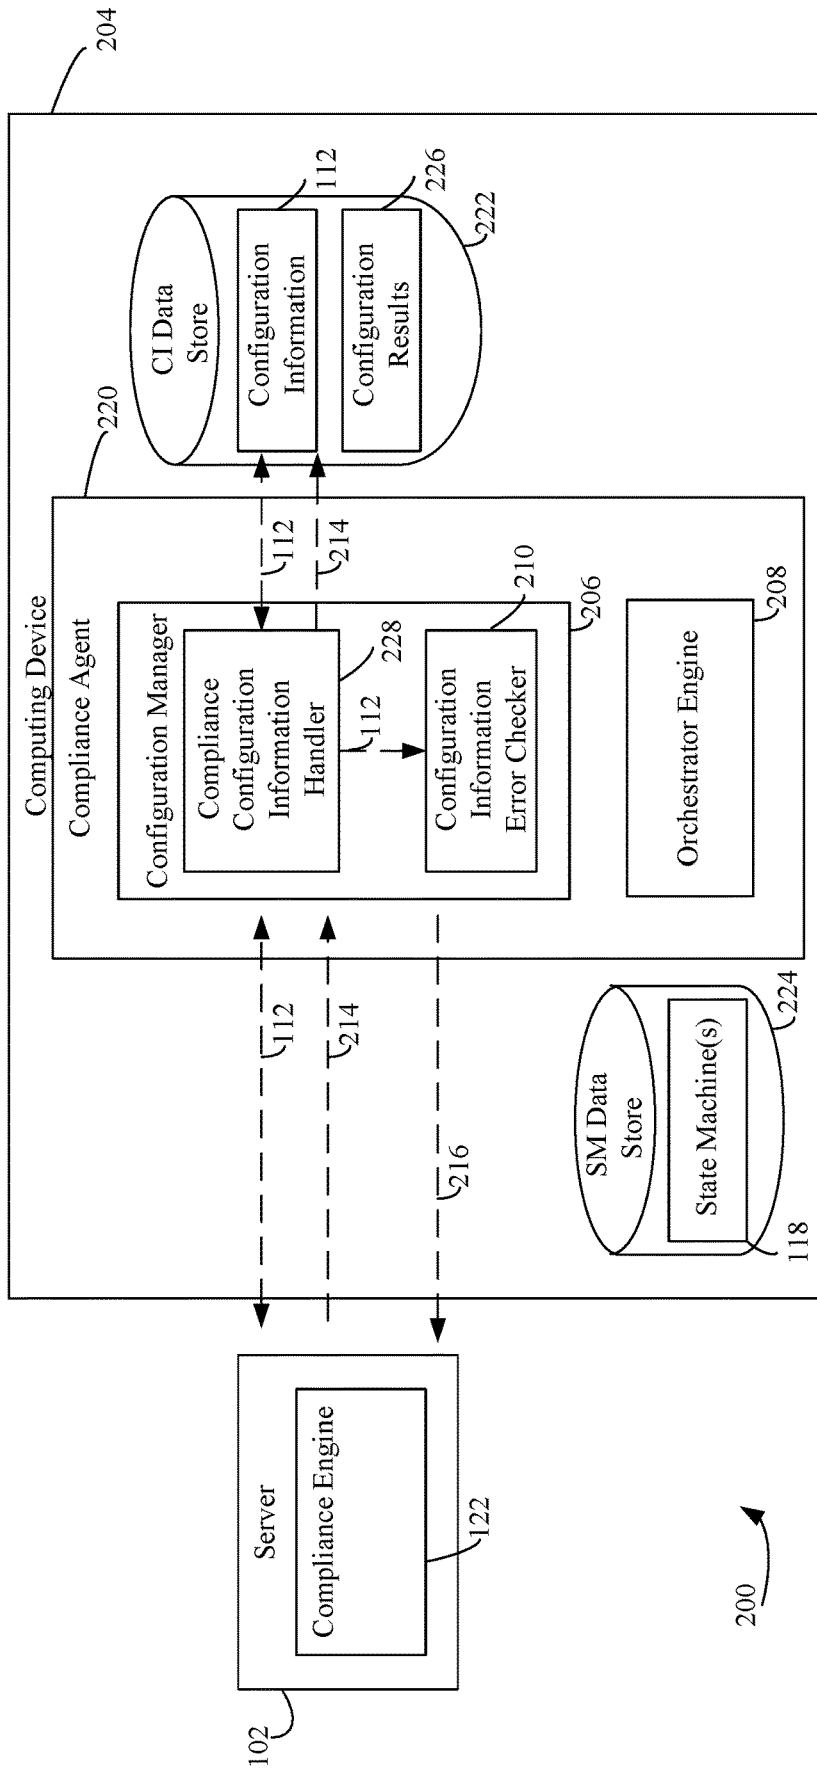 204
Computing Device
220
Compliance Agent
Configuration Manager
Compliance
Configuration
Information
Handler
228
112
Configuration
Information
Error Checker
210
206
Orchestrator Engine
208
CI Data
Store
Configuration
Information
112
Configuration
Results
226
222
112
214
SM Data
Store
State Machine(s)
224
118
112
214
216
Server
Compliance Engine
122
102
200